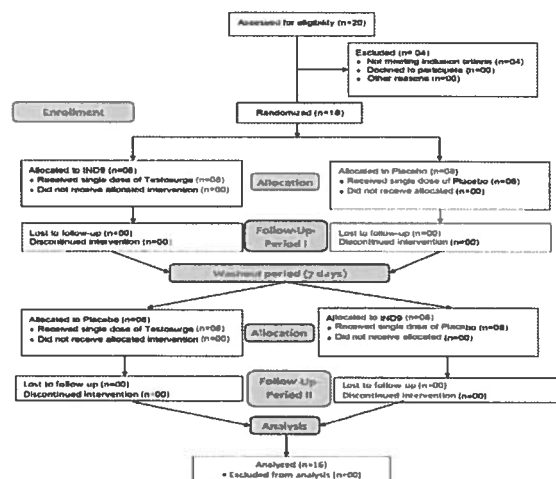 Assessed for eligibility (n=20)
Excluded (n= 04)
• Not meeting inclusion criteria (n=04)
• Declined to participate (n=00)
• Other reasons (n=00)
Enrollment
Randomized (n=18)
Allocated to IND9 (n=08)
• Received single dose of Testosurge (n=08)
• Did not receive allocated intervention (n=00)
Allocation
Allocated to Placebo (n=08)
• Received single dose of Placebo (n=08)
• Did not receive allocated (n=00)
Lost to follow-up (n=00)
Discontinued intervention (n=00)
Follow-Up-
Period I
Lost to follow-up (n=00)
Discontinued intervention (n=00)
Washout period (7 days)
Allocated to Placebo (n=08)
• Received single dose of Testosurge (n=08)
• Did not receive allocated intervention (n=00)
Allocation
Allocated to IND9 (n=08)
• Received single dose of Placebo (n=08)
• Did not receive allocated (n=00)
Lost to follow up (n=00)
Discontinued intervention (n=00)
Follow Up-
Period II
Lost to follow up (n=00)
Discontinued intervention (n=00)
Analysis
Analyzed (n=16)
• Excluded from analysis (n=00)